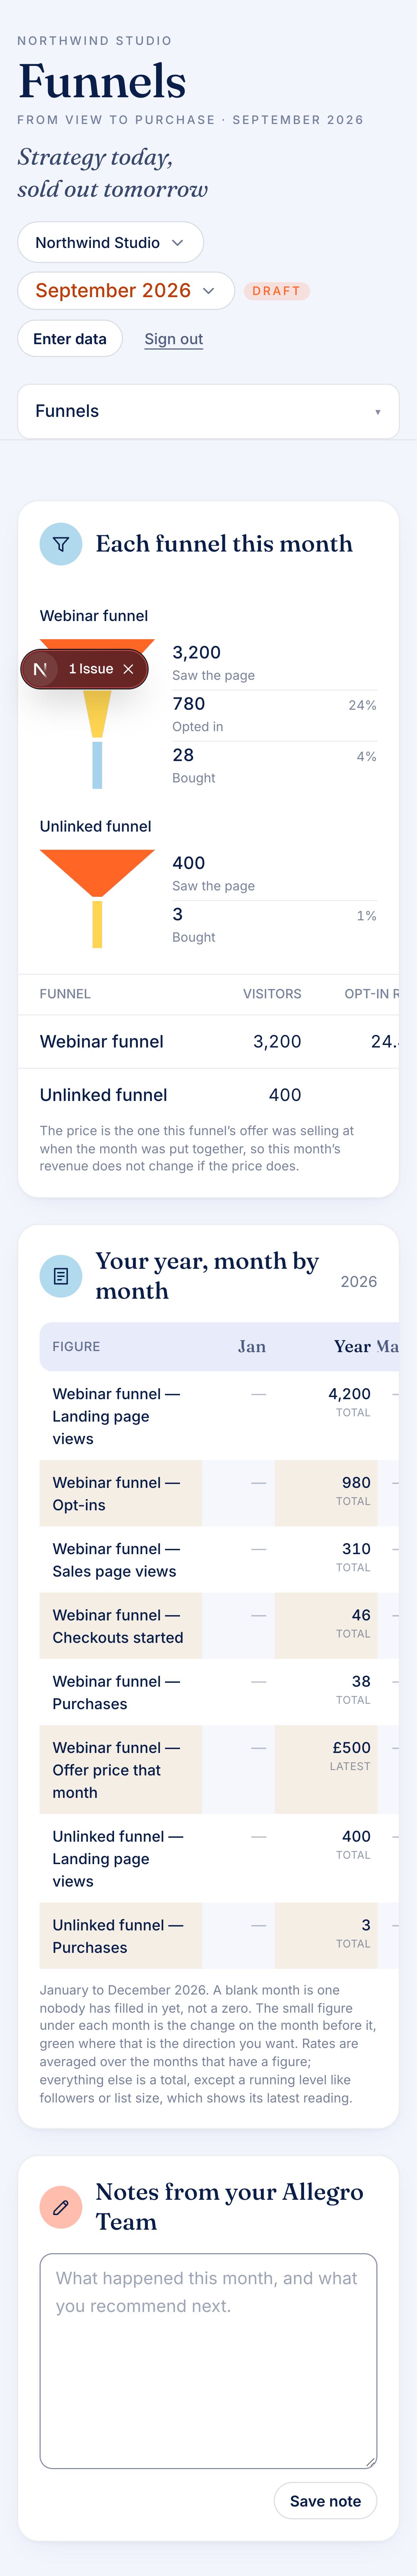 NORTHWIND STUDIO
Funnels
FROM VIEW TO PURCHASE · SEPTEMBER 2026
Strategy today,
sold out tomorrow
Northwind Studio
September 2026
DRAFT
Enter data
Sign out
Funnels
Each funnel this month
Webinar funnel
N 1 Issue
3,200
Saw the page
780 24%
Opted in
28 4%
Bought
Unlinked funnel
400
Saw the page
3 1%
Bought
FUNNEL VISITORS OPT-IN R
Webinar funnel 3,200 24.
Unlinked funnel 400
The price is the one this funnel’s offer was selling at
when the month was put together, so this month’s
revenue does not change if the price does.
Your year, month by
month
2026
FIGURE Jan Year Ma
Webinar funnel — — 4,200 –
Landing page TOTAL
views
Webinar funnel — — 980 –
Opt-ins TOTAL
Webinar funnel — — 310 –
Sales page views TOTAL
Webinar funnel — — 46 –
Checkouts started TOTAL
Webinar funnel — — 38 –
Purchases TOTAL
Webinar funnel — — £500 –
Offer price that LATEST
month
Unlinked funnel — — 400 –
Landing page TOTAL
views
Unlinked funnel — — 3 –
Purchases TOTAL
January to December 2026. A blank month is one
nobody has filled in yet, not a zero. The small figure
under each month is the change on the month before it,
green where that is the direction you want. Rates are
averaged over the months that have a figure;
everything else is a total, except a running level like
followers or list size, which shows its latest reading.
Notes from your Allegro
Team
What happened this month, and what
you recommend next.
Save note